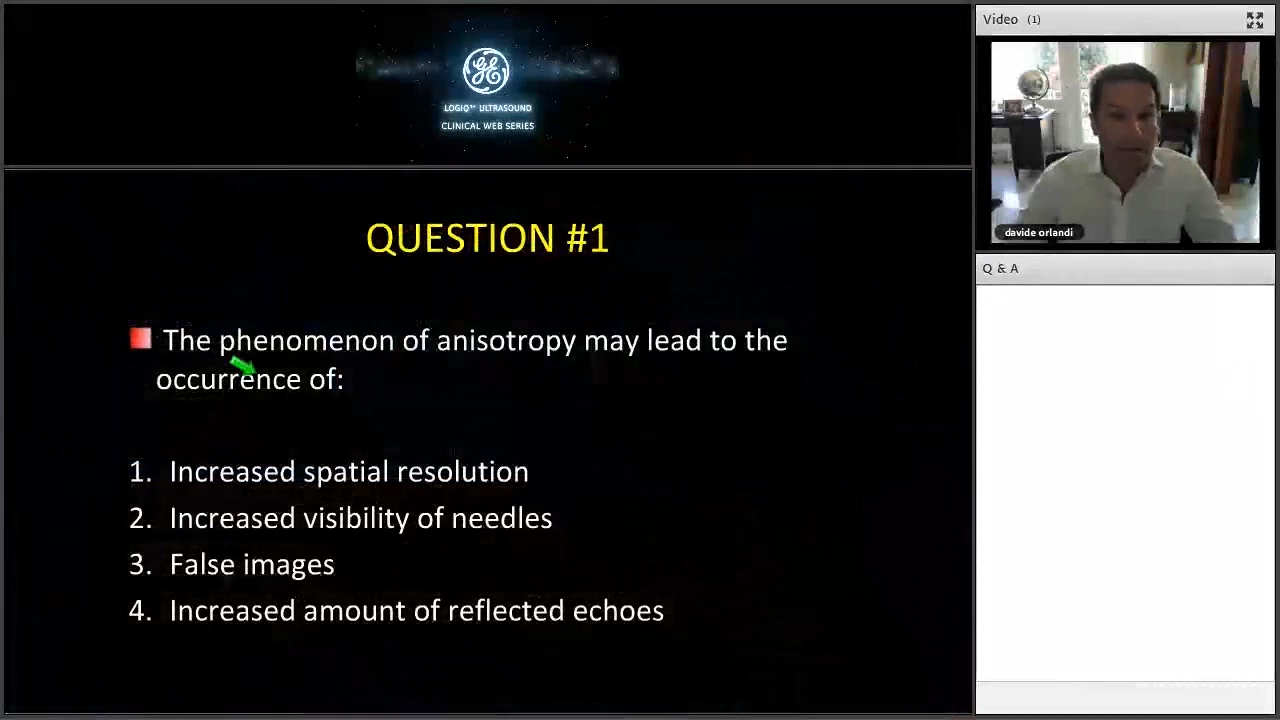 LOGIQ™ ULTRASOUND
CLINICAL WEB SERIES
QUESTION #1
The phenomenon of anisotropy may lead to the
occurrence of:
1. Increased spatial resolution
2. Increased visibility of needles
3. False images
4. Increased amount of reflected echoes
Video (1)
davide orlandi
Q & A